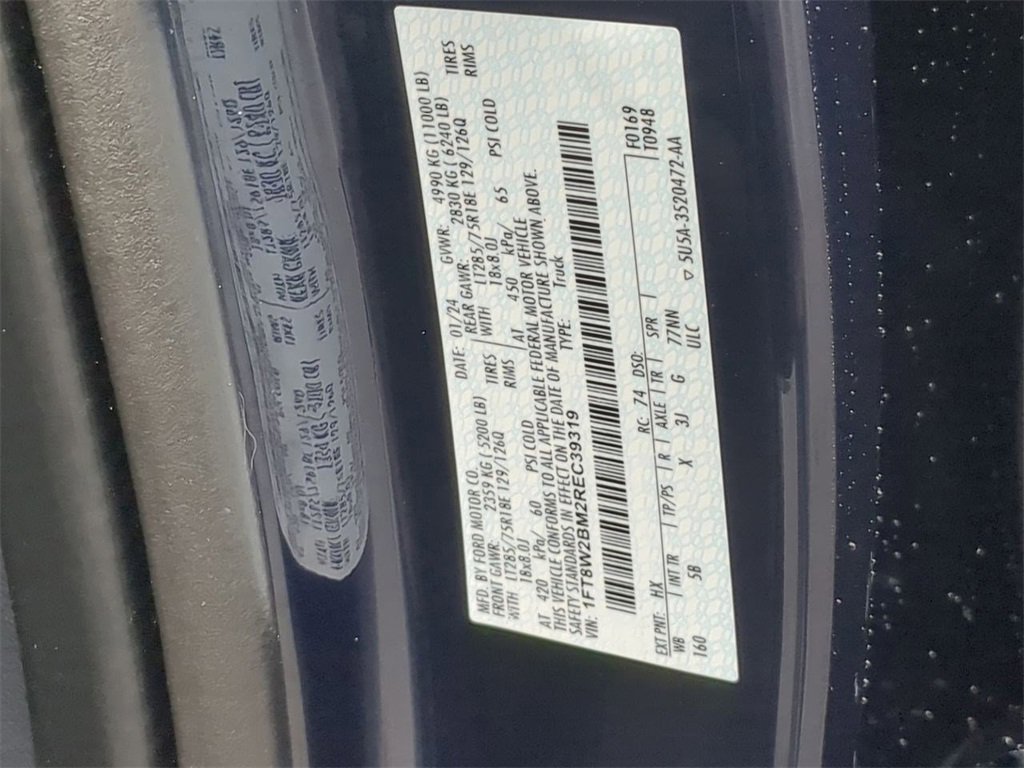 MFD. BY FORD MOTOR CO. DATE: 01/24 GVWR: 4990 KG (11000 LB)
FRONT GAWR: 2359 KG ( 5200 LB) REAR GAWR: 2830 KG ( 6240 LB)
WITH LT285/75R18E 129/126Q TIRES WITH LT285/75R18E 129/126Q TIRES
18x8.0J RIMS 18x8.0J RIMS
AT 420 kPa/ 60 PSI COLD AT 450 kPa/ 65 PSI COLD
THIS VEHICLE CONFORMS TO ALL APPLICABLE FEDERAL MOTOR VEHICLE
SAFETY STANDARDS IN EFFECT ON THE DATE OF MANUFACTURE SHOWN ABOVE.
VIN: 1FT8W2BM2REC39319 TYPE: Truck
F0169
EXT PNT: HX RC: 74 DSO: T0948
WB INT TR TP/PS R AXLE TR SPR
160 5B X 3J G 77NN
ULC ▽ 5U5A-3520472-AA